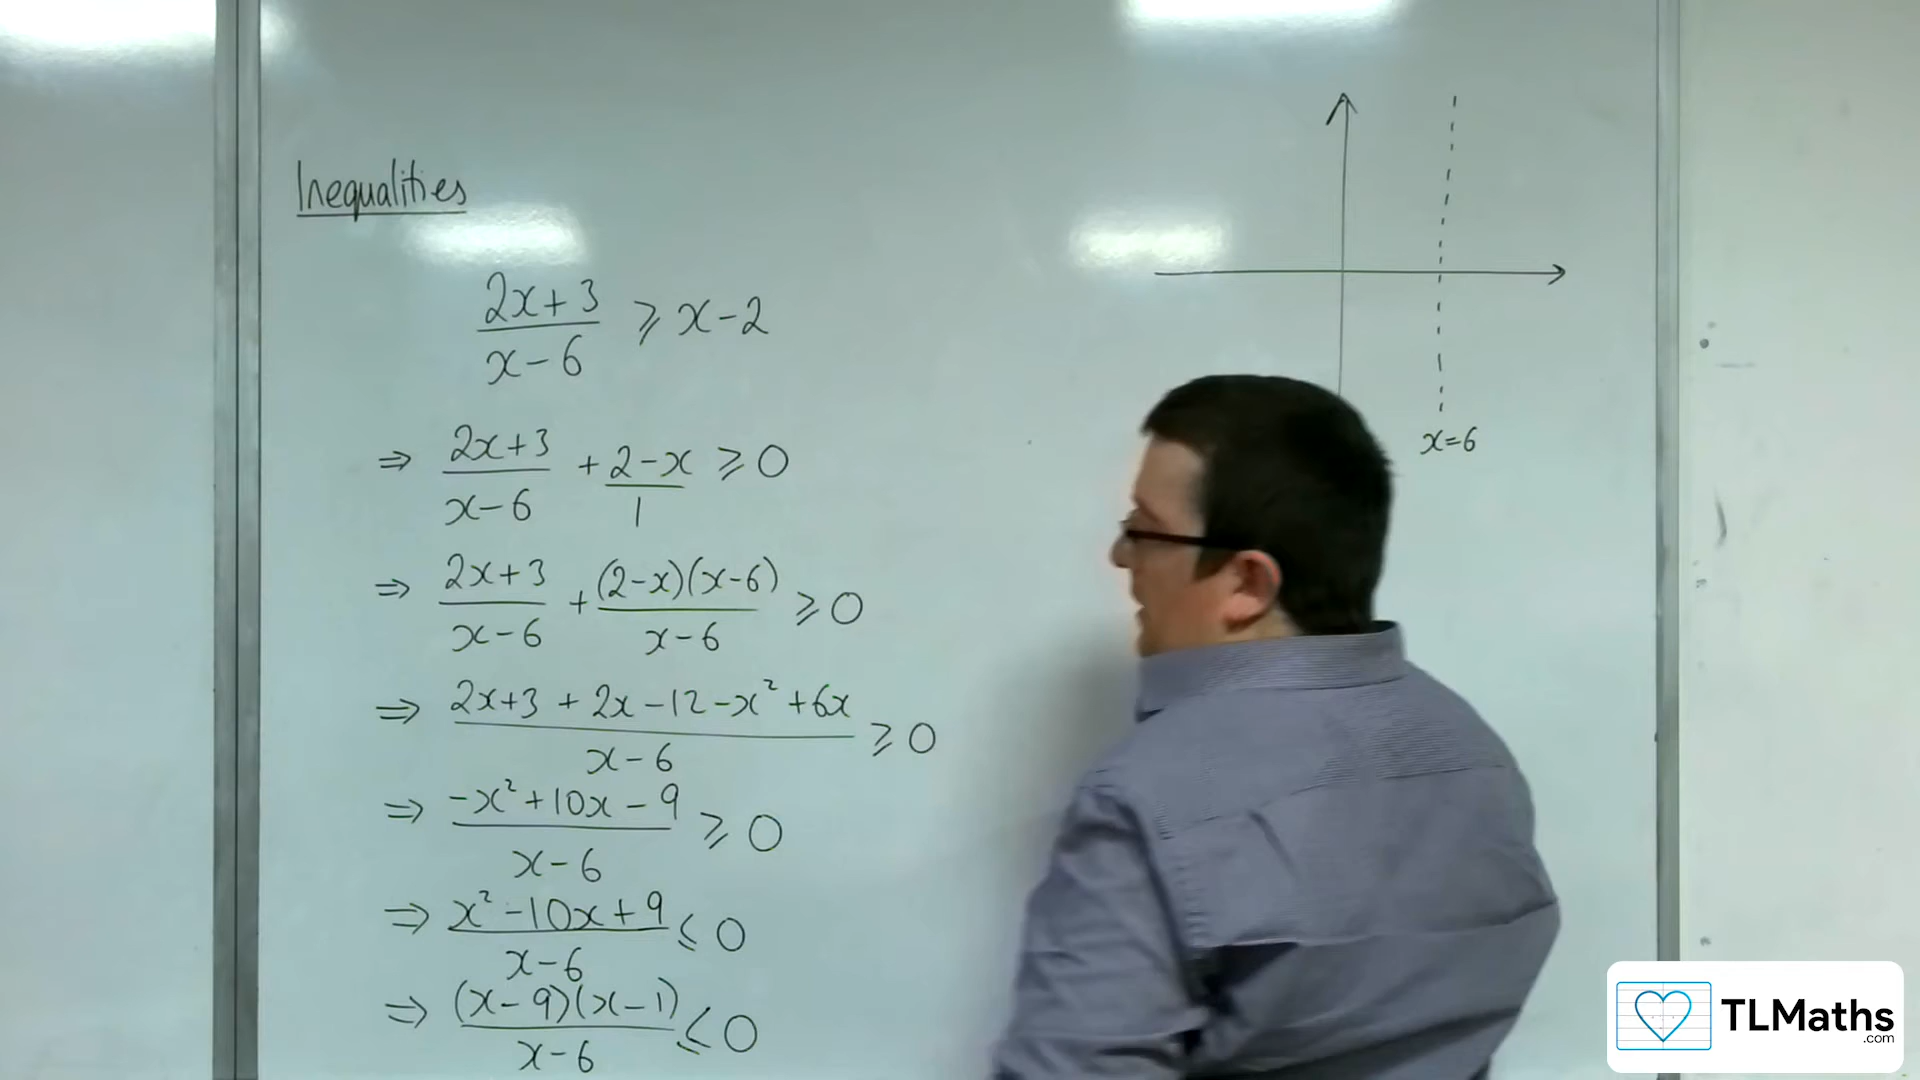 Inequalities
2x+3
x-6
⩾ x-2
⇒ 2x+3
x-6
+ 2-x
1
⩾ 0
⇒ 2x+3
x-6
+ (2-x)(x-6)
x-6
⩾ 0
⇒ 2x+3 + 2x - 12 - x² + 6x
x-6
⩾ 0
⇒ -x² + 10x - 9
x-6
⩾ 0
⇒ x² - 10x + 9
x-6
⩽ 0
⇒ (x-9)(x-1)
x-6
⩽ 0
x=6
TLMaths
.com